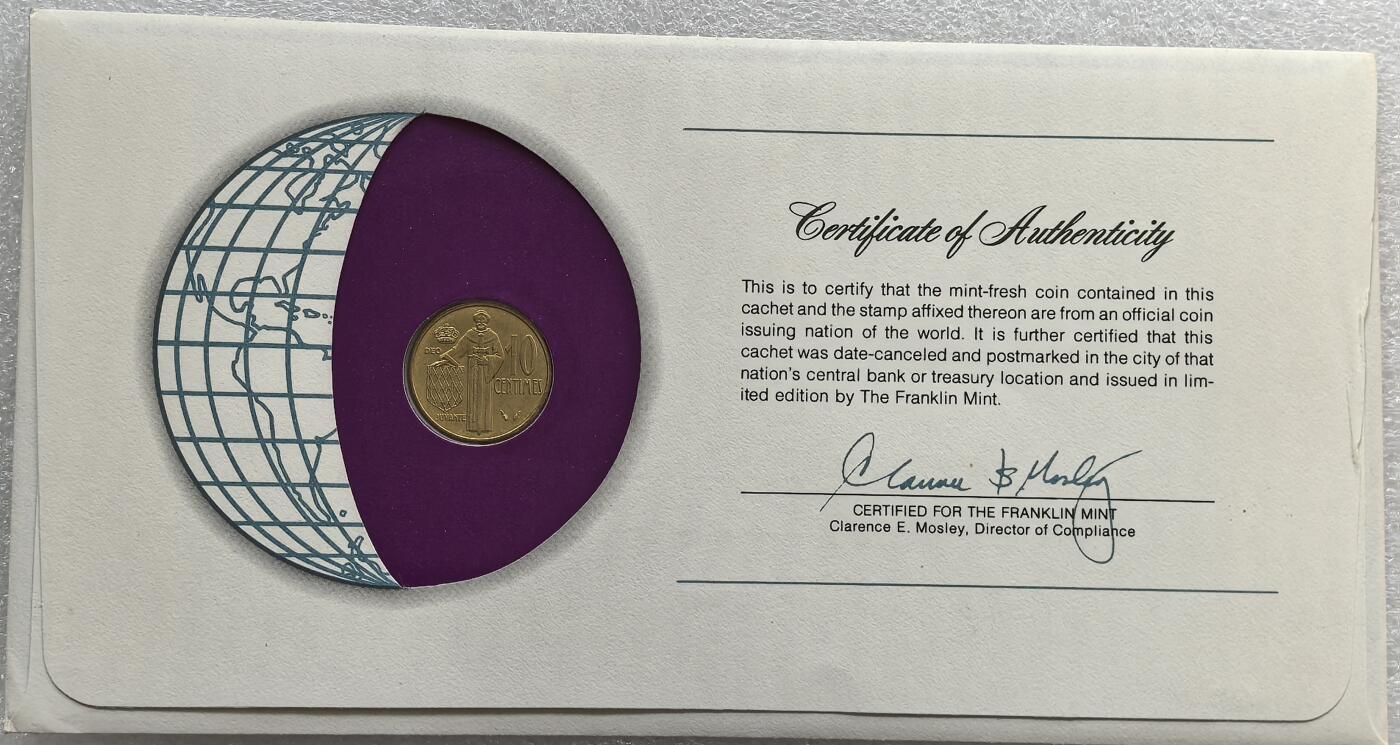 DEO
JUVANTE
10
CENTIMES
Certificate of Authenticity
This is to certify that the mint-fresh coin contained in this
cachet and the stamp affixed thereon are from an official coin
issuing nation of the world. It is further certified that this
cachet was date-canceled and postmarked in the city of that
nation's central bank or treasury location and issued in lim-
ited edition by The Franklin Mint.
CERTIFIED FOR THE FRANKLIN MINT
Clarence E. Mosley, Director of Compliance